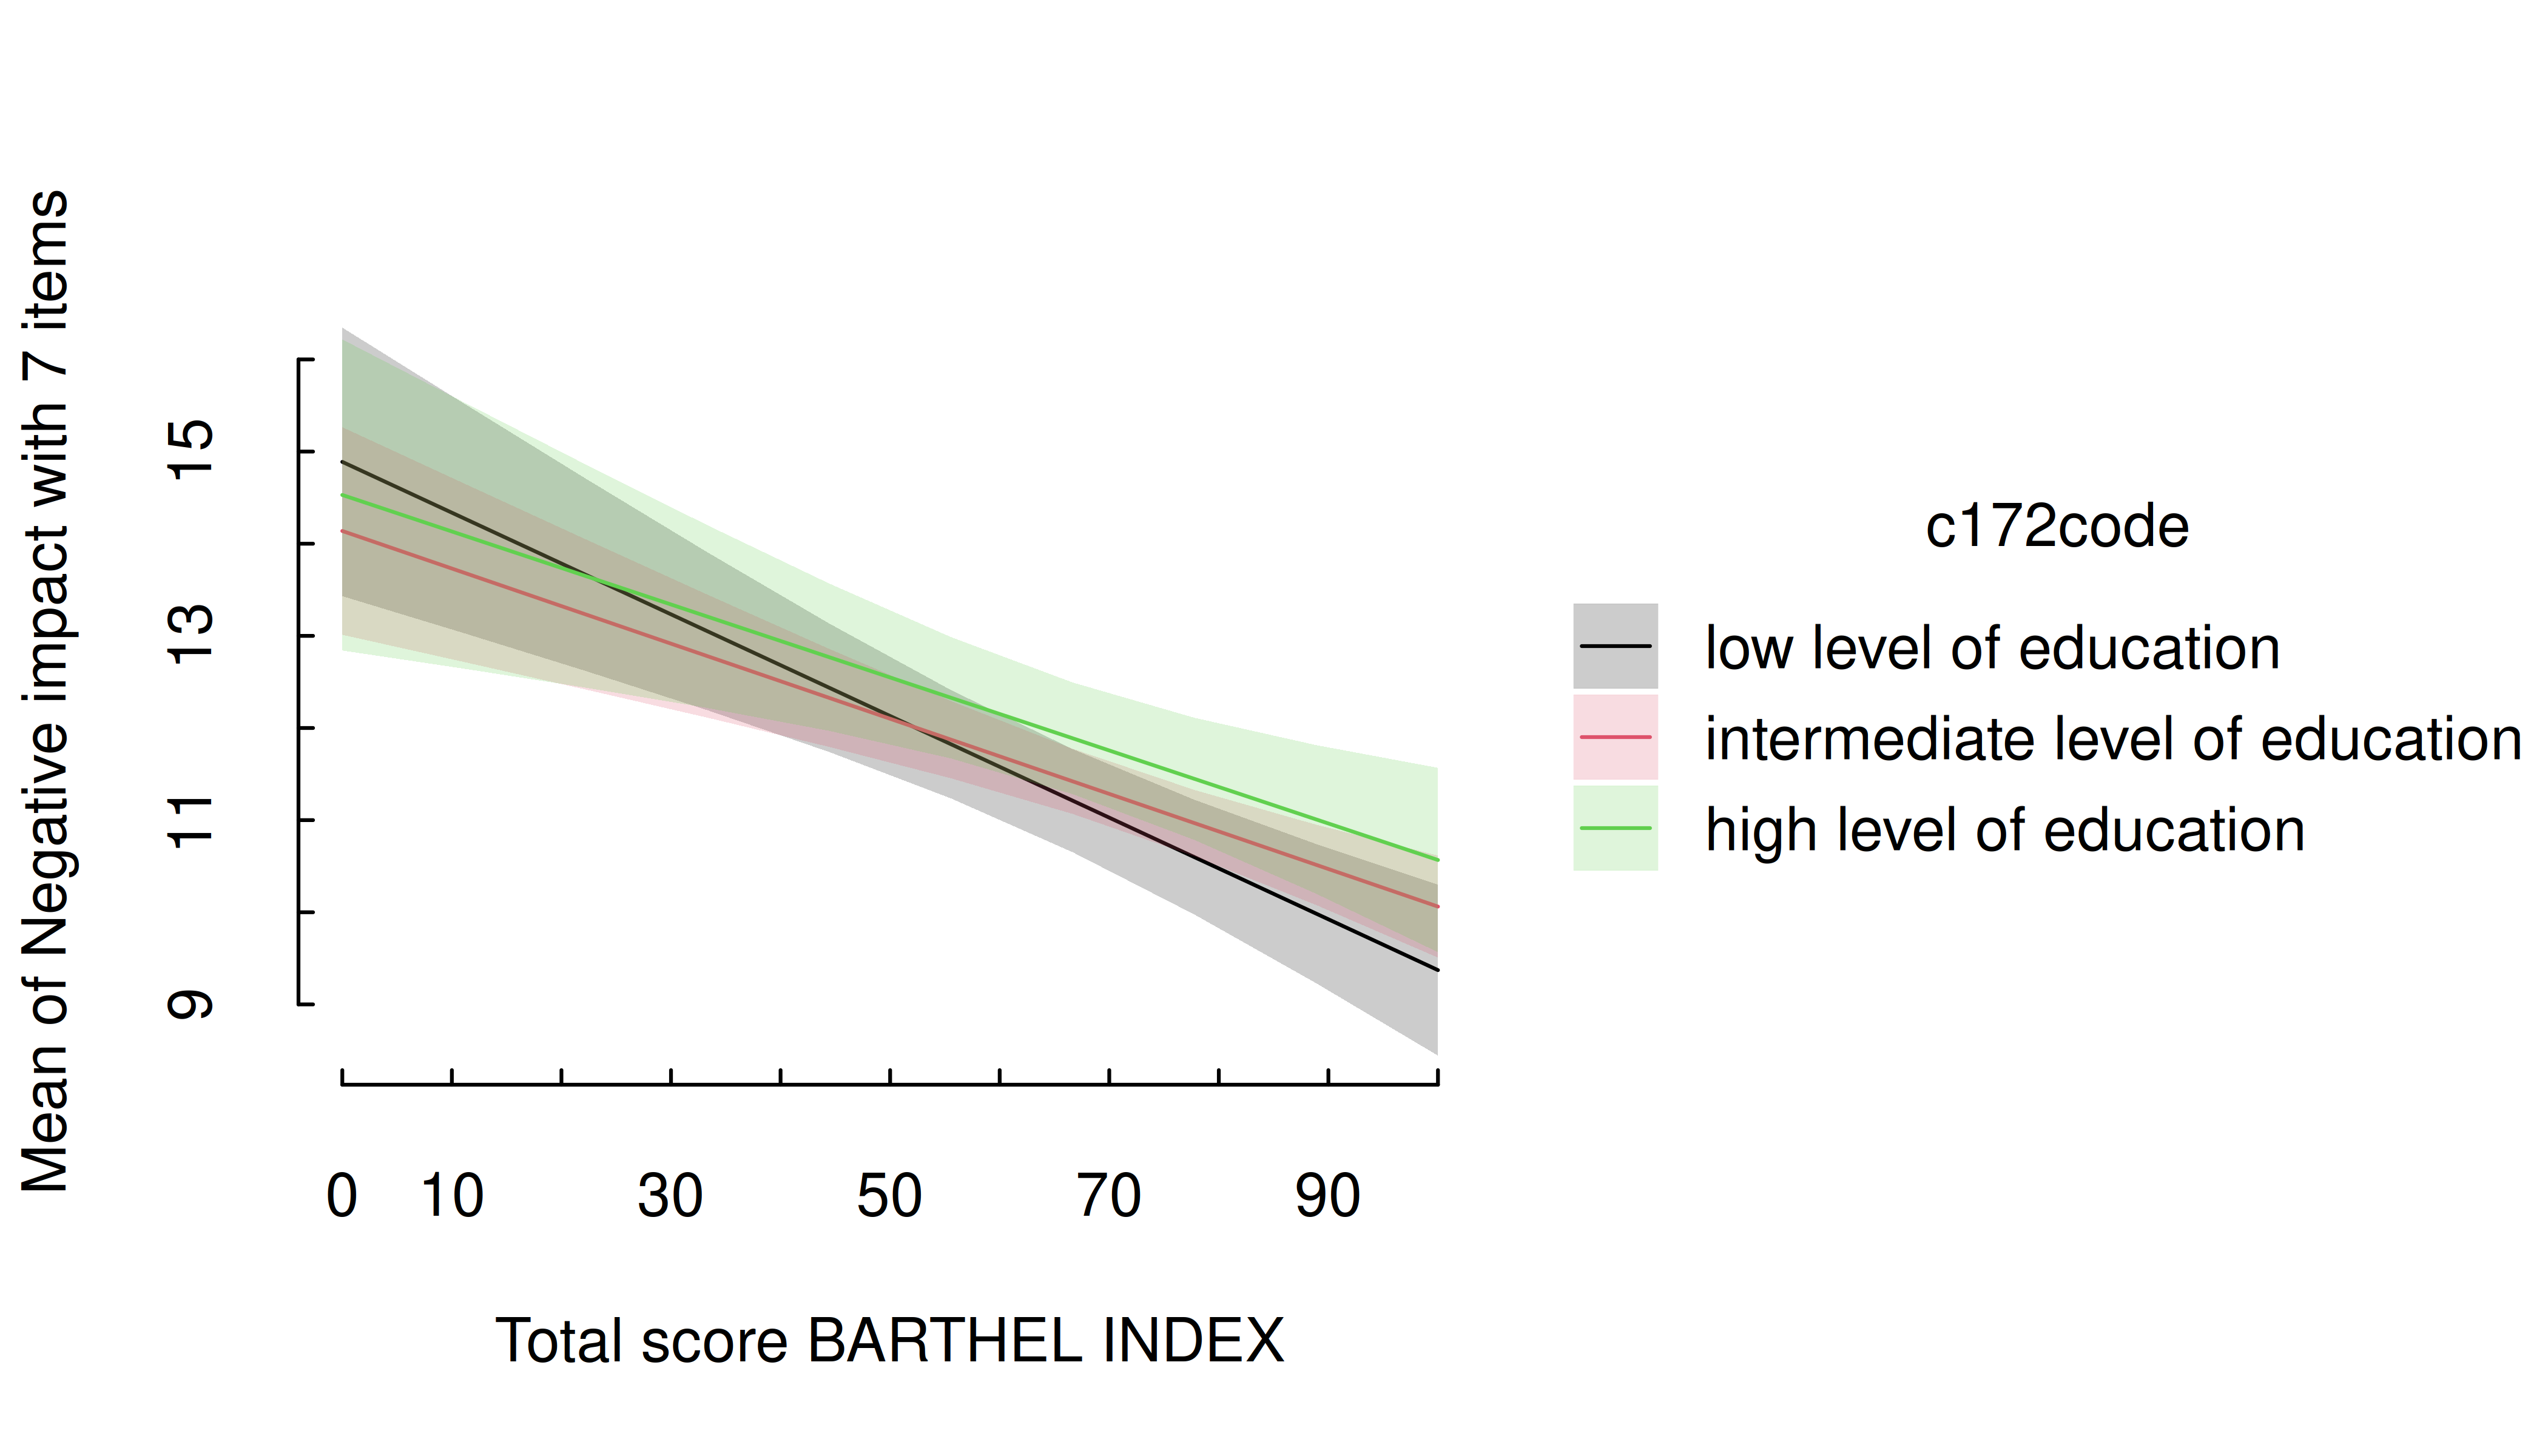 Mean of Negative impact with 7 items
15
13
11
9
0 10 30 50 70 90
Total score BARTHEL INDEX
c172code
low level of education
intermediate level of education
high level of education